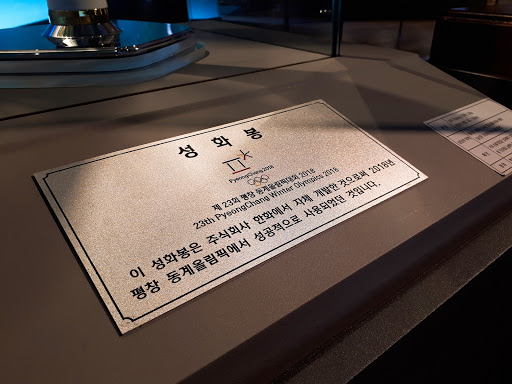 성 화 봉
PyeongChang 2018
제 23회 평창 동계올림픽대회 2018
23th PyeongChang Winter Olympics 2018
이 성화봉은 주식회사 한화에서 자체 개발한 것으로써 2018년
평창 동계올림픽에서 성공적으로 사용되었던 것입니다.